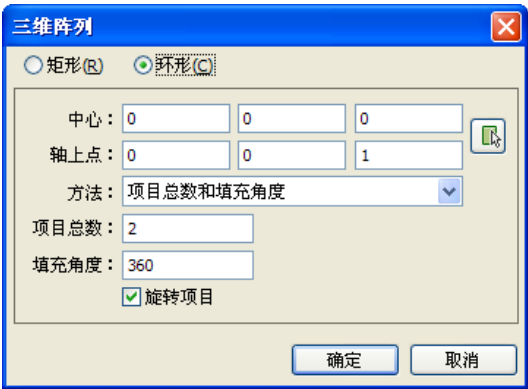 三维阵列
矩形(R) 环形(C)
中心: 0 0 0
轴上点: 0 0 1
方法: 项目总数和填充角度
项目总数: 2
填充角度: 360
旋转项目
确定 取消